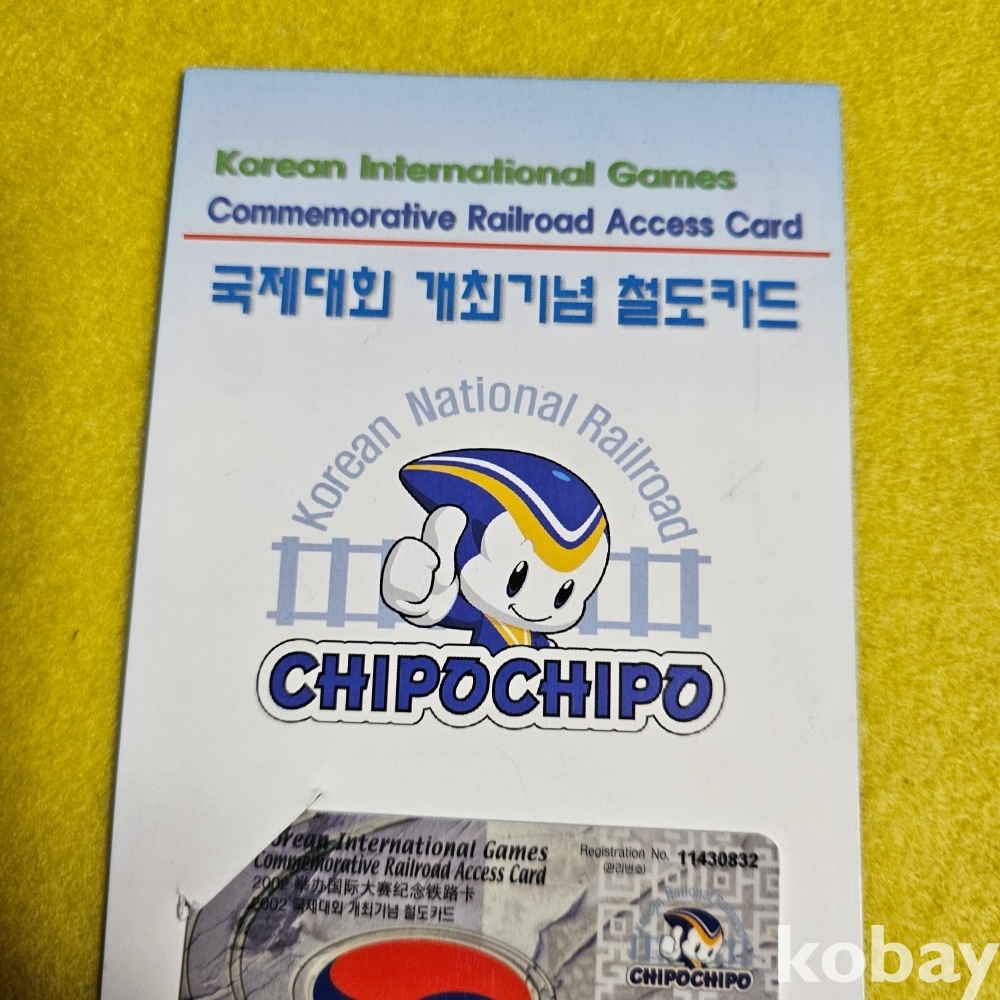 Korean International Games
Commemorative Railroad Access Card
국제대회 개최기념 철도카드
Korean National Railroad
CHIPOCHIPO
Korean International Games
Commemorative Railroad Access Card
2002 举办国际大赛纪念铁路卡
2002 국제대회 개최기념 철도카드
Registration No. 11430832
(관리번호)
Korean National Railroad
CHIPOCHIPO
kobay